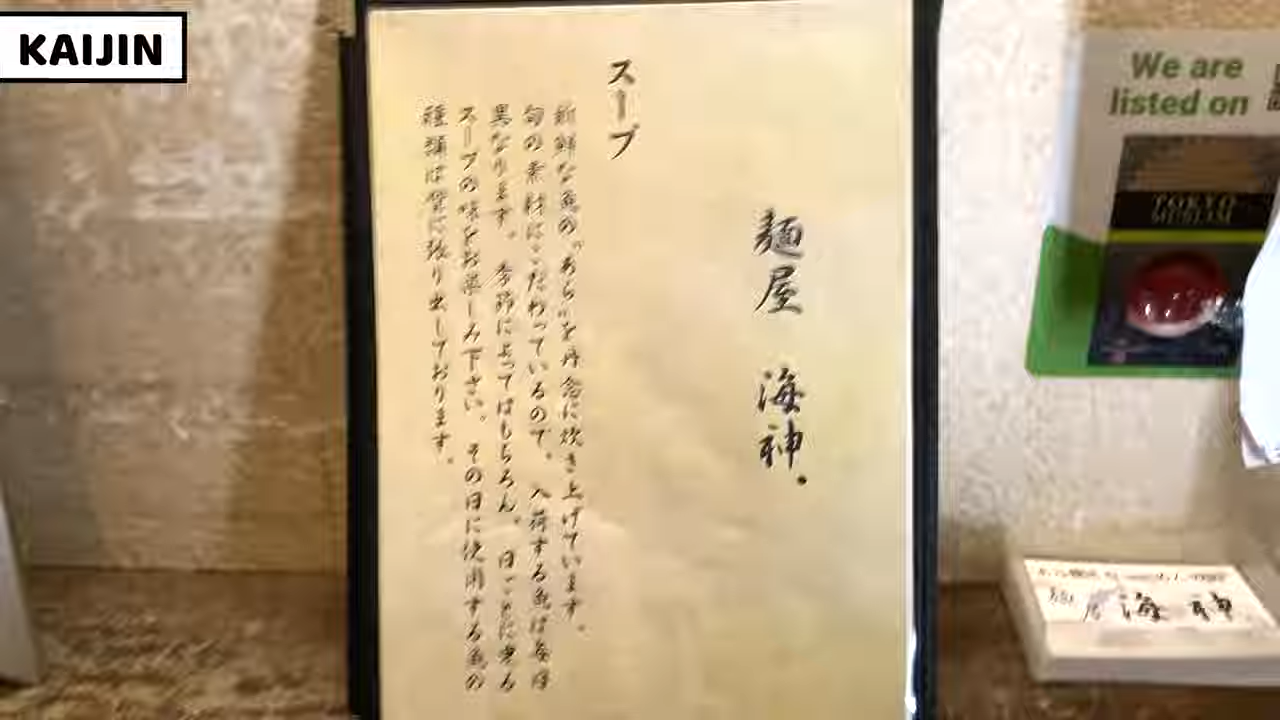 KAIJIN
麺屋 海神.
スープ
新鮮な魚の"あら"を丹念に炊き上げています。
旬の素材にこだわっているので、入荷する魚は毎日
異なります。季節によってはもちろん、日ごとに変る
スープの味をお楽しみ下さい。その日に使用する魚の
種類は常に張り出しております。
We are
listed on
TOKYO
麺屋 海神